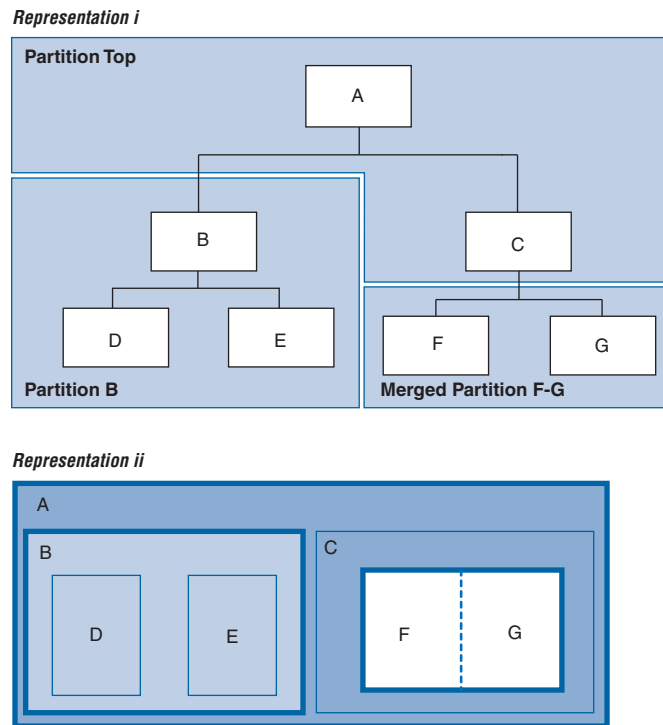 Representation i
Partition Top
A
B
C
D
E
F
G
Partition B
Merged Partition F-G
Representation ii
A
B
C
D
E
F
G